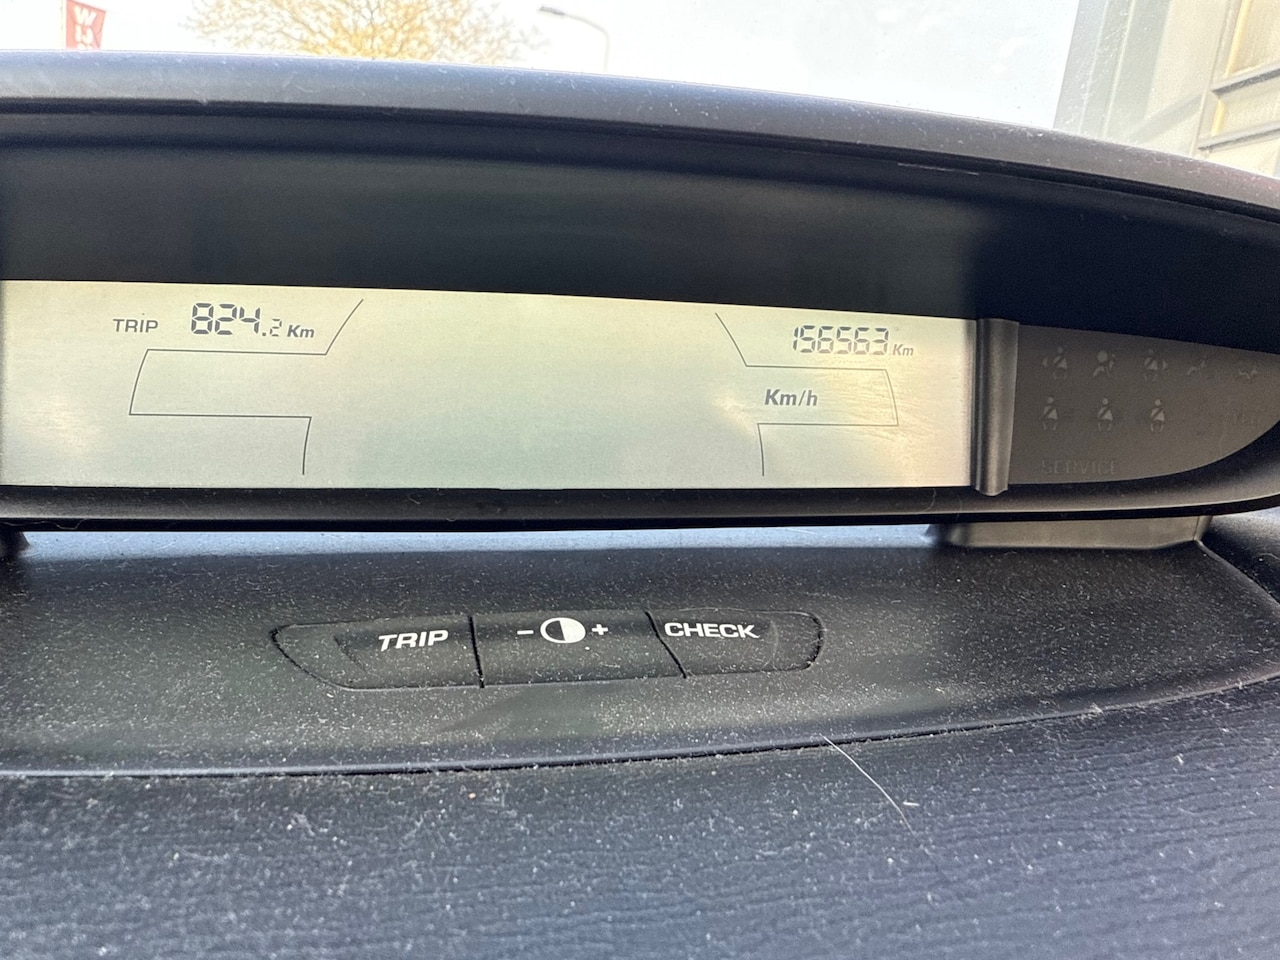 TRIP 824.2 Km
156563 Km
Km/h
SERVICE
TRIP - + CHECK